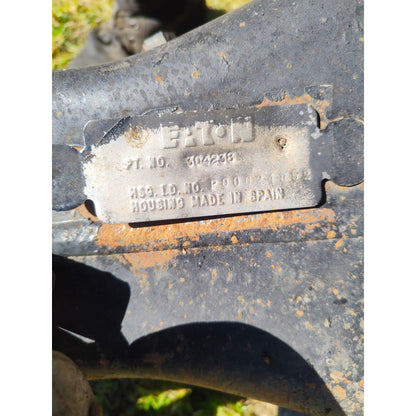 EATON
PT. NO. 304238
HSG. I.D. NO.
HOUSING MADE IN SPAIN